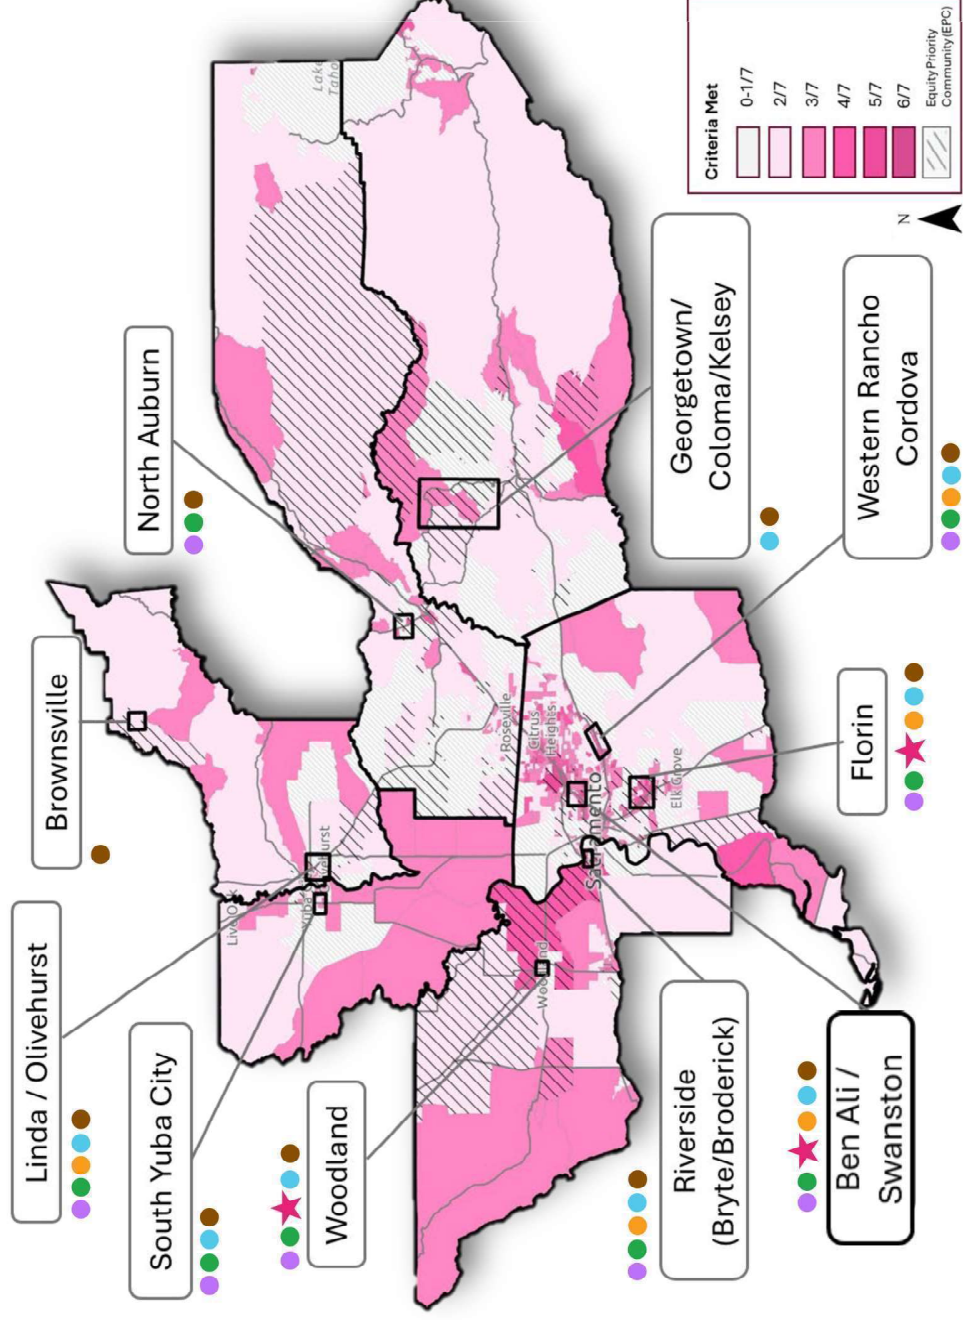 Linda / Olivehurst
Brownsville
North Auburn
South Yuba City
Woodland
Riverside
(Bryte/Broderick)
Ben Ali /
Swanston
Florin
Western Rancho
Cordova
Georgetown/
Coloma/Kelsey
Live Oak
Roseville
Citrus
Heights
Sacramento
Elk Grove
Lake
Taho
N
Criteria Met
0-1/7
2/7
3/7
4/7
5/7
6/7
Equity Priority
Community (EPC)